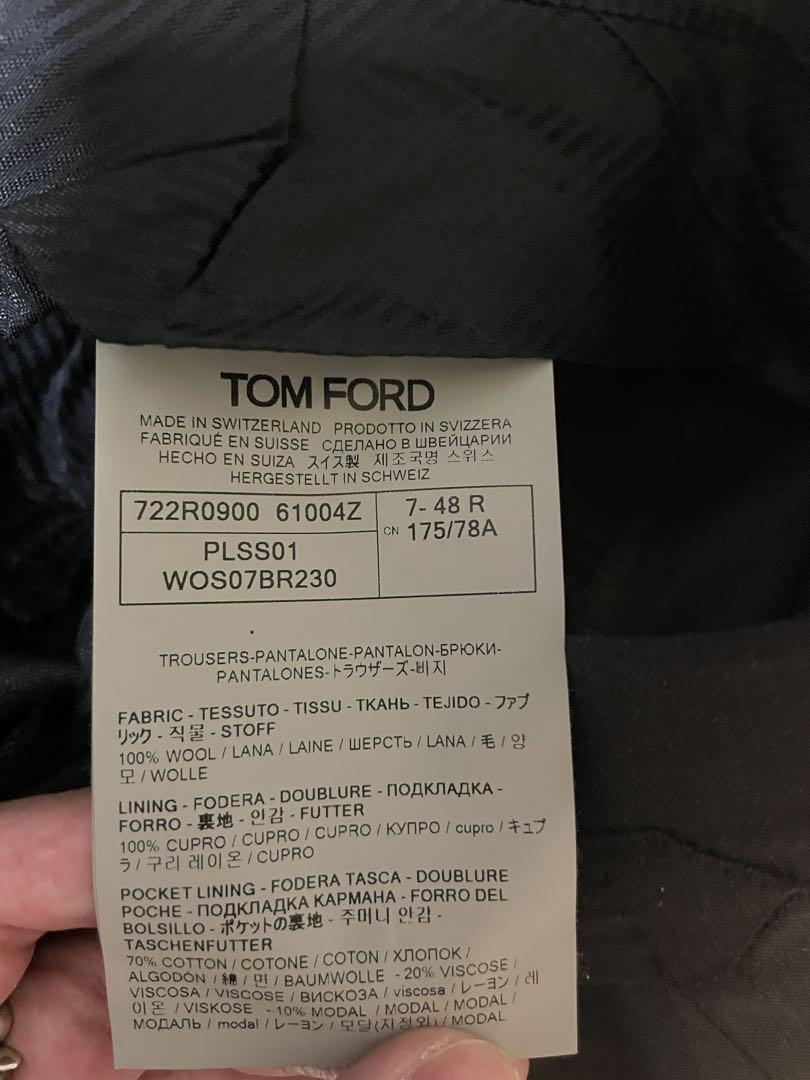 TOM FORD
MADE IN SWITZERLAND PRODOTTO IN SVIZZERA
FABRIQUÉ EN SUISSE СДЕЛАНО В ШВЕЙЦАРИИ
HECHO EN SUIZA スイス製 제조국명 스위스
HERGESTELLT IN SCHWEIZ
722R0900 61004Z
7- 48 R
CN 175/78A
PLSS01
WOS07BR230
TROUSERS-PANTALONE-PANTALON-БРЮКИ-
PANTALONES-トラウザーズ-바지
FABRIC - TESSUTO - TISSU - ТКАНЬ - TEJIDO - ファブ
リック - 직물 - STOFF
100% WOOL / LANA / LAINE / ШЕРСТЬ / LANA / 毛 / 양
모 / WOLLE
LINING - FODERA - DOUBLURE - ПОДКЛАДКА -
FORRO - 裏地 - 안감 - FUTTER
100% CUPRO / CUPRO / CUPRO / КУПРО / cupro / キュプ
ラ / 구리 레이온 / CUPRO
POCKET LINING - FODERA TASCA - DOUBLURE
POCHE - ПОДКЛАДКА КАРМАНА - FORRO DEL
BOLSILLO - ポケットの裏地 - 주머니 안감 -
TASCHENFUTTER
70% COTTON / COTONE / COTON / ХЛОПОК /
ALGODÓN / 綿 / 면 / BAUMWOLLE - 20% VISCOSE /
VISCOSA / VISCOSE / ВИСКОЗА / viscosa / レーヨン / 레
이온 / VISKOSE - 10% MODAL / MODAL / MODAL /
МОДАЛЬ / modal / レーヨン / 모달(지정외) / MODAL